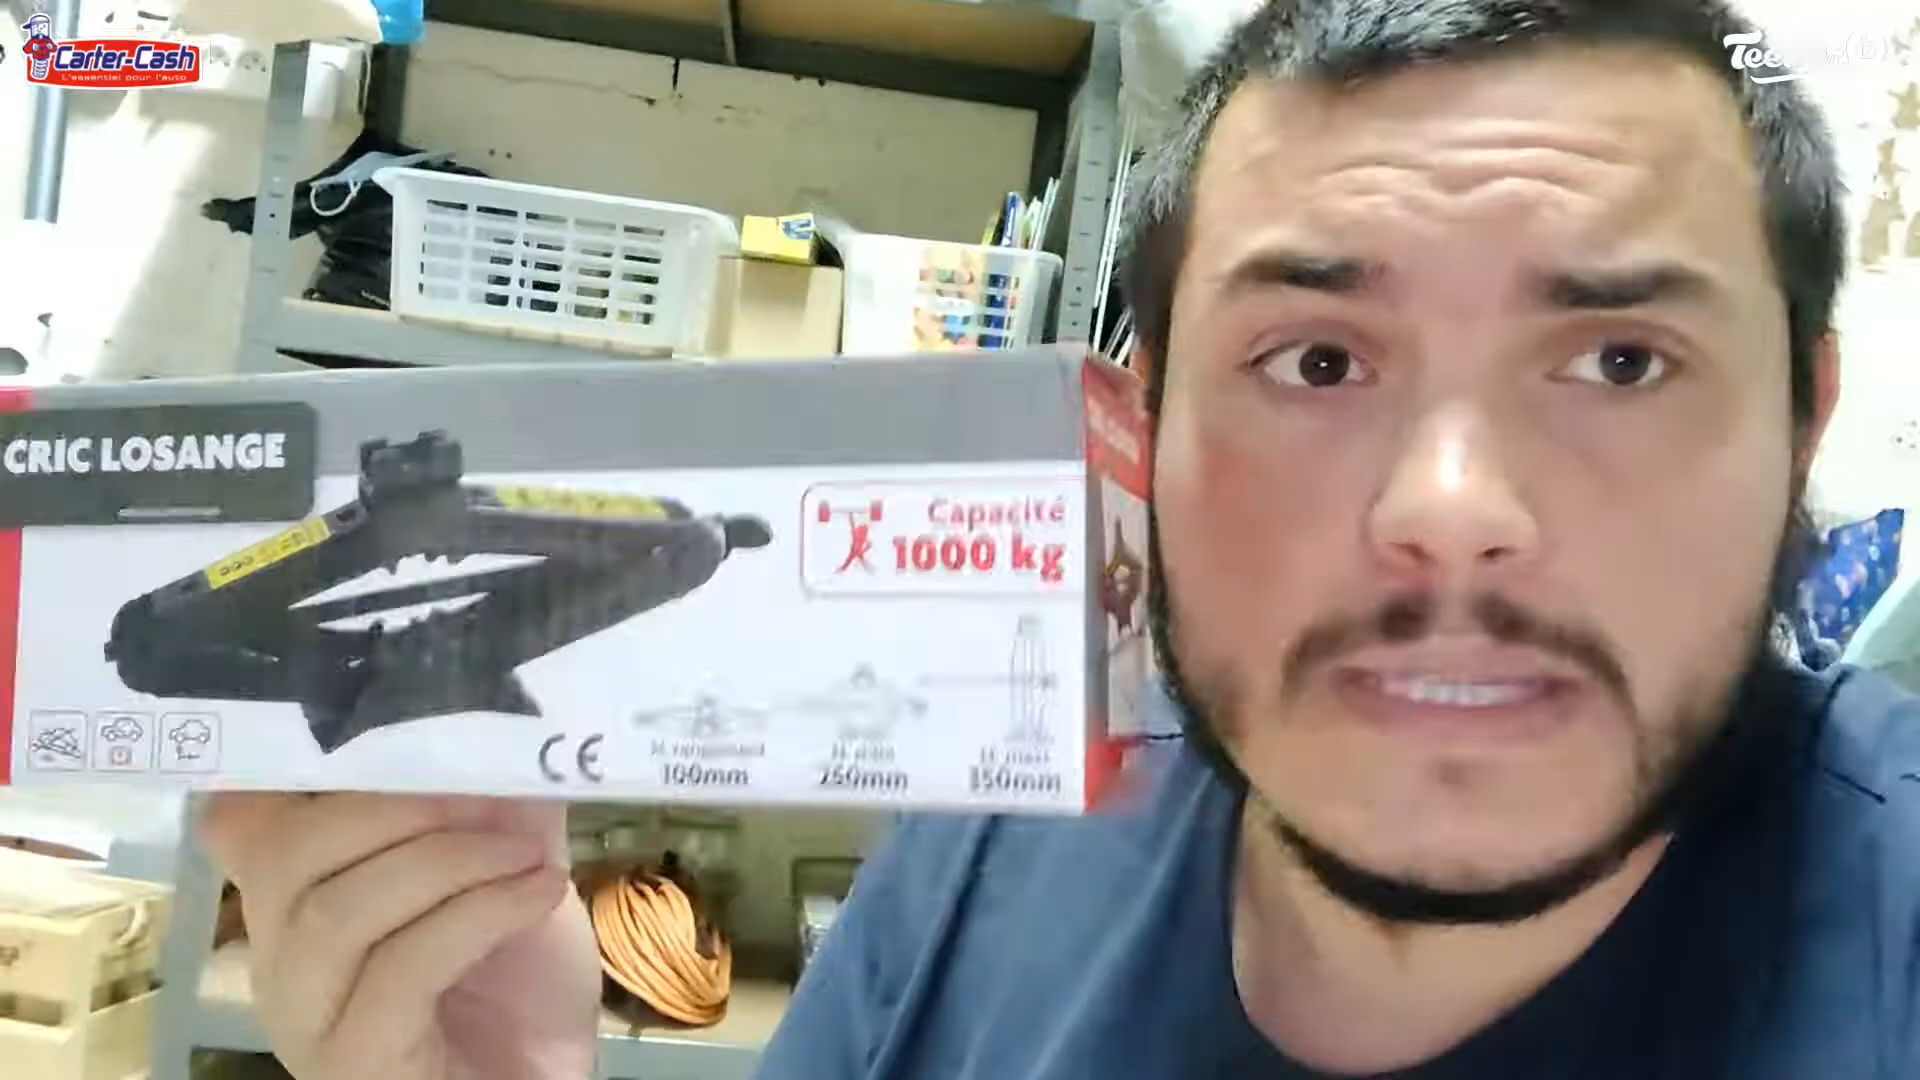 Carter-Cash
L'essentiel pour l'auto
CRIC LOSANGE
Capacité
1000 kg
CE
100mm
250mm
350mm